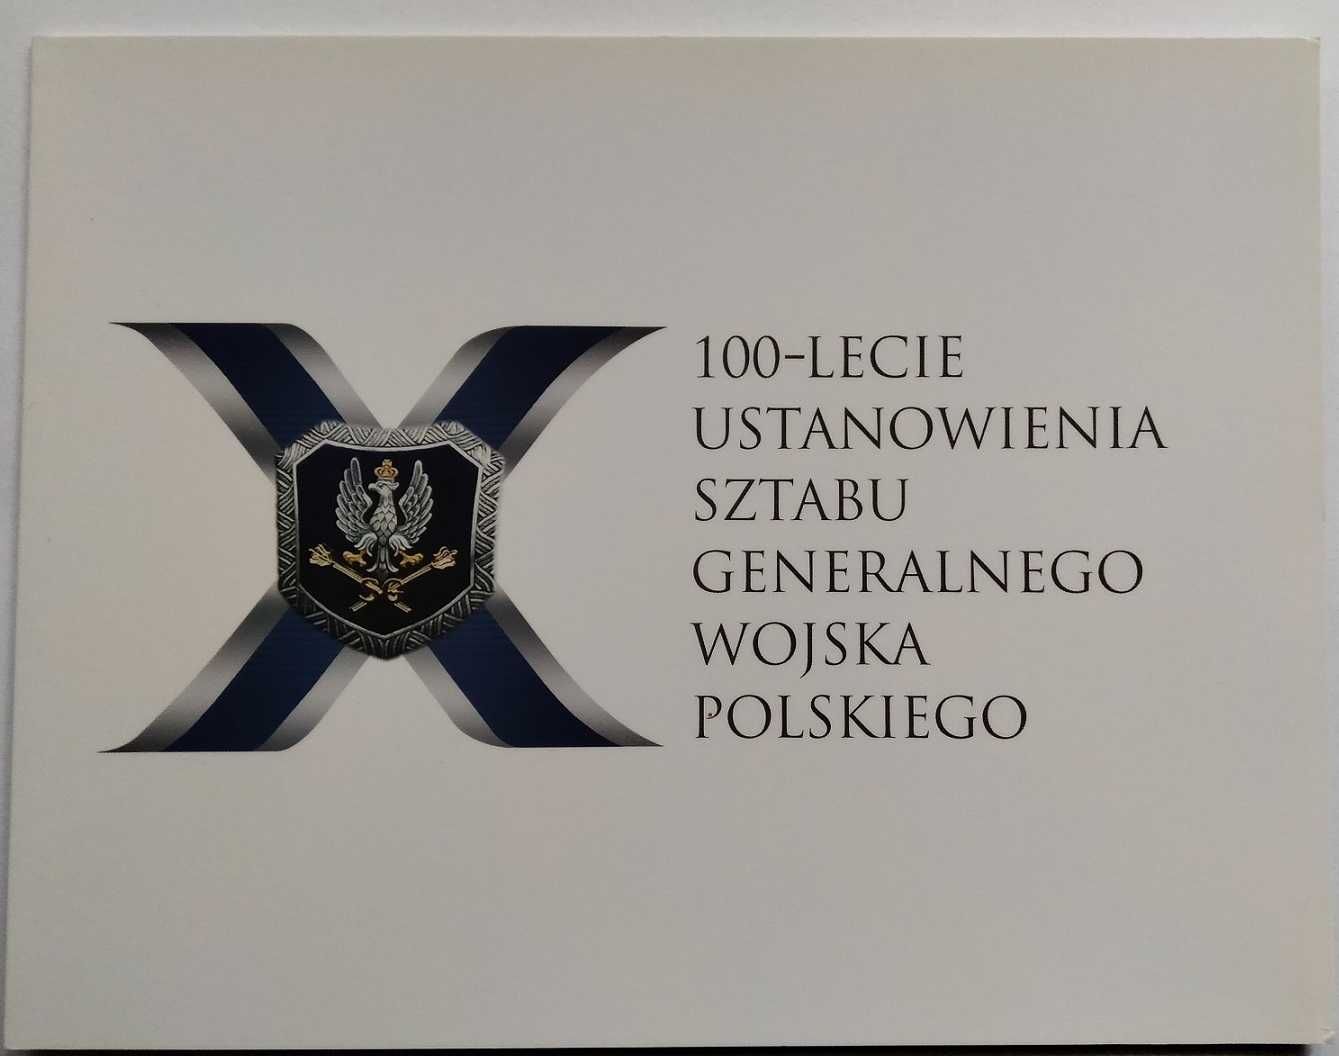 100-LECIE
USTANOWIENIA
SZTABU
GENERALNEGO
WOJSKA
POLSKIEGO